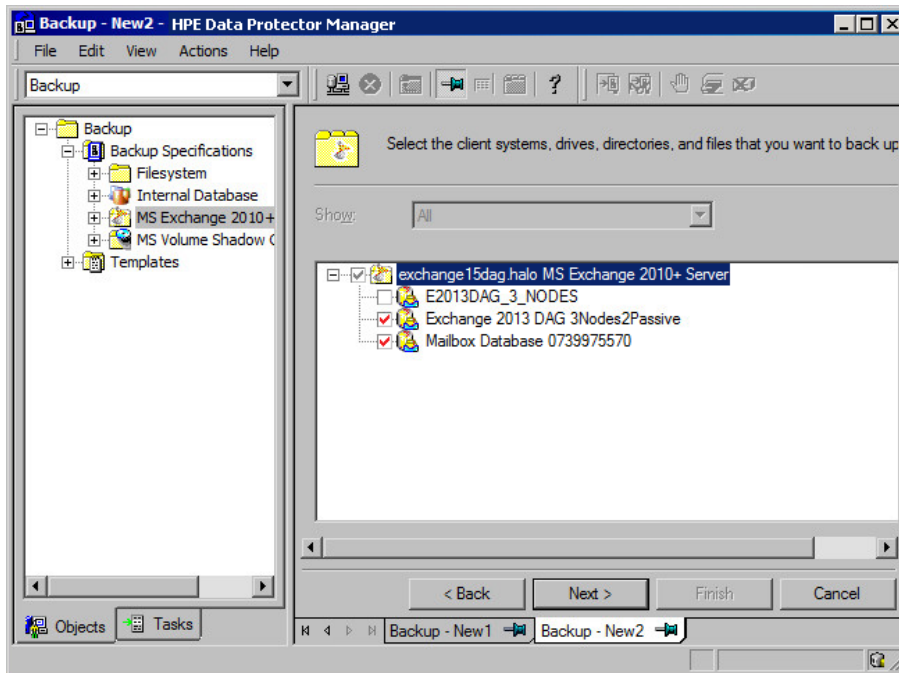 Backup - New2 - HPE Data Protector Manager
File Edit View Actions Help
Backup
Backup
Backup Specifications
Filesystem
Internal Database
MS Exchange 2010+
MS Volume Shadow
Templates
Select the client systems, drives, directories, and files that you want to back up
Show: All
exchange15dag.halo MS Exchange 2010+ Server
E2013DAG_3_NODES
Exchange 2013 DAG 3Nodes2Passive
Mailbox Database 0739975570
< Back Next > Finish Cancel
Objects Tasks
Backup - New1 Backup - New2